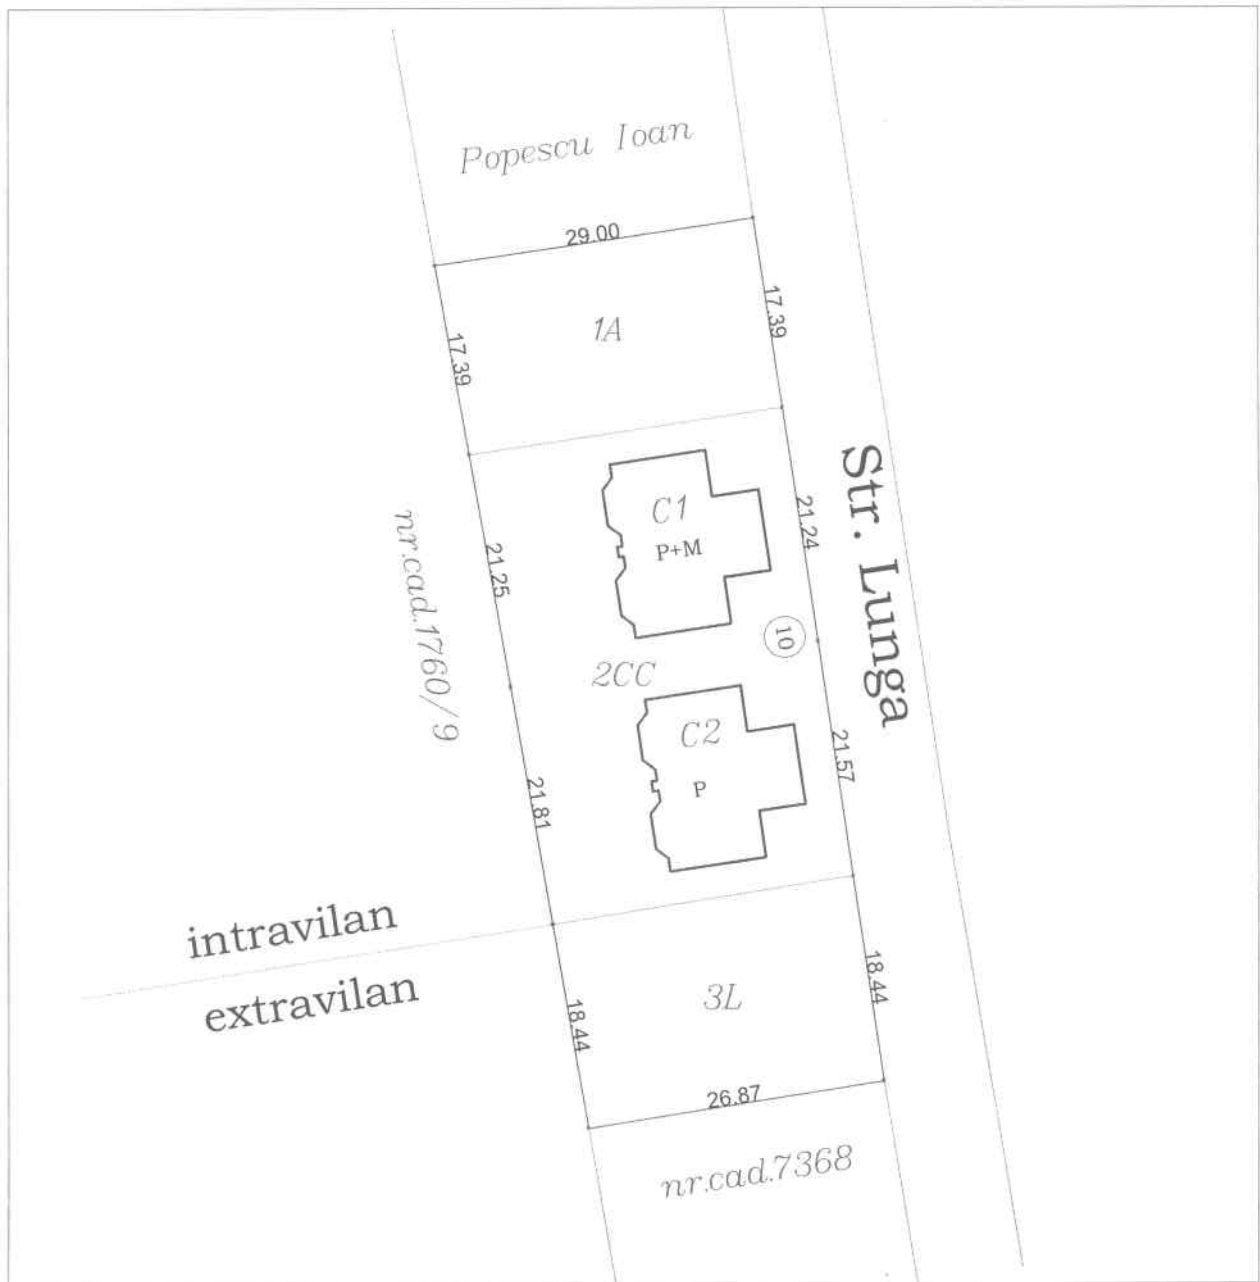 Popescu Ioan
29.00
1A
17.39
17.39
C1
P+M
21.24
21.25
Str. Lunga
nr.cad.1760/9
10
2CC
C2
P
21.57
21.81
intravilan
extravilan
18.44
3L
18.44
26.87
nr.cad.7368